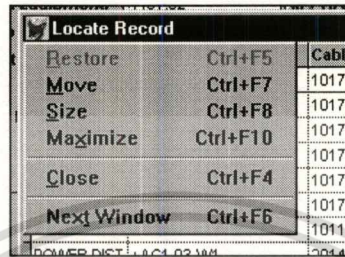 Locate Record
Restore Ctrl+F5
Cabl
Move Ctrl+F7
1017
Size Ctrl+F8
1017
1017
Maximize Ctrl+F10
1017
Close Ctrl+F4
1017
1017
Next Window Ctrl+F6
1011
POWER DIST
2014